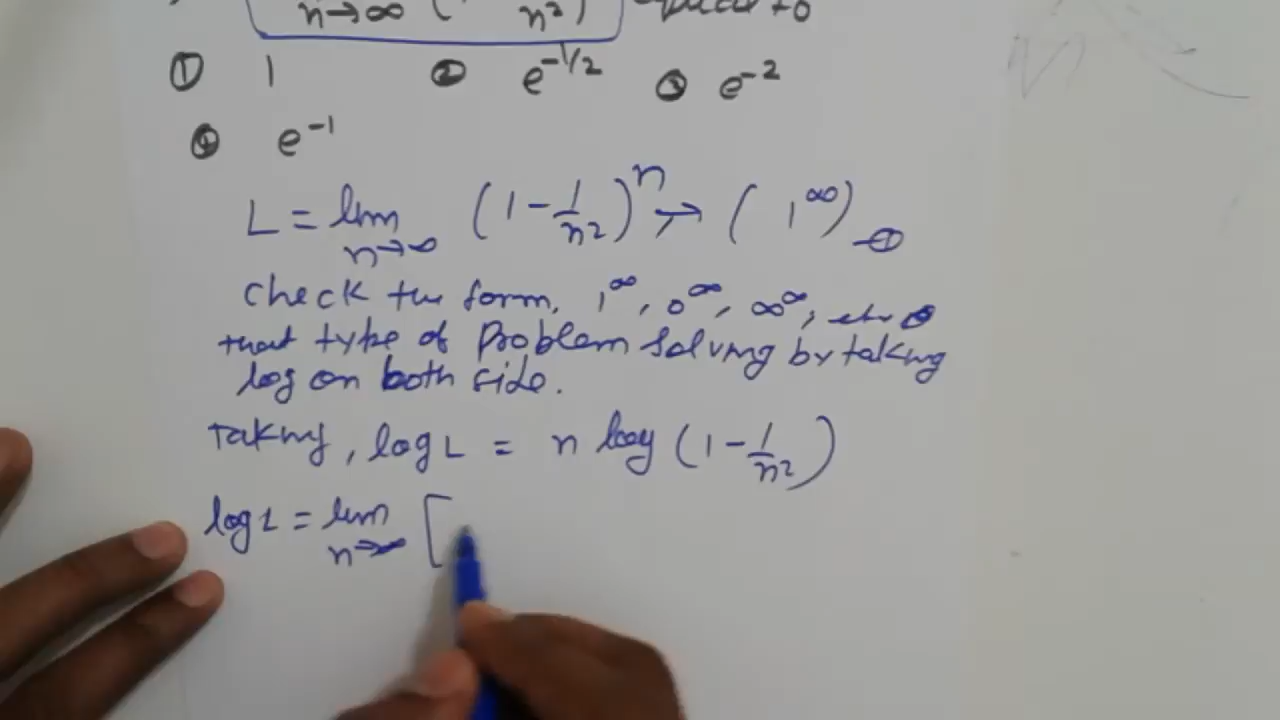 n→∞ ( n²) to
① 1 ② e^{-1/2} ③ e^{-2}
④ e^{-1}
L = lim n→∞ (1 - 1/n²)^n → (1^∞) —①
check the form, 1^∞, 0^∞, ∞^∞, etc
that type of problem solving by taking
log on both side.
Taking, log L = n log (1 - 1/n²)
log L = lim n→∞ [